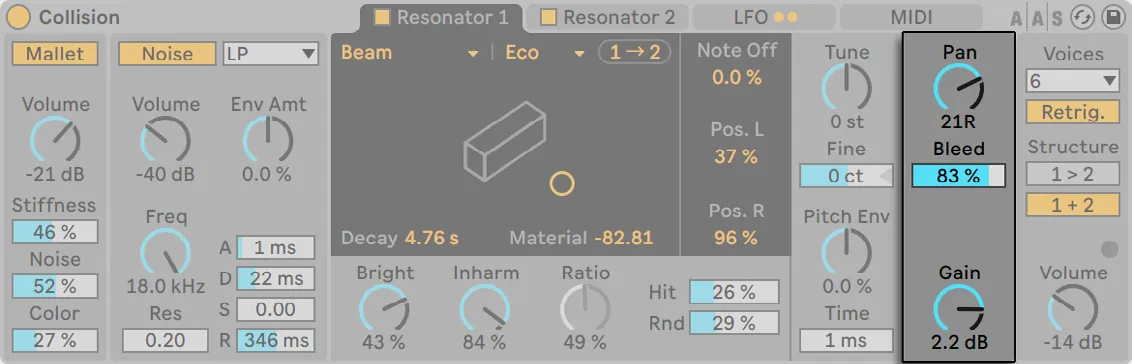 Collision
Resonator 1
Resonator 2
LFO
MIDI
A A S
Mallet
Volume
-21 dB
Stiffness
46 %
Noise
52 %
Color
27 %
Noise
LP
Volume
-40 dB
Env Amt
0.0 %
Freq
18.0 kHz
Res
0.20
A 1 ms
D 22 ms
S 0.00
R 346 ms
Beam
Eco
1→2
Decay 4.76 s
Material -82.81
Note Off
0.0 %
Pos. L
37 %
Pos. R
96 %
Bright
43 %
Inharm
84 %
Ratio
49 %
Hit 26 %
Rnd 29 %
Tune
0 st
Fine
0 ct
Pitch Env
0.0 %
Time
1 ms
Pan
21R
Bleed
83 %
Gain
2.2 dB
Voices
6
Retrig.
Structure
1 > 2
1 + 2
Volume
-14 dB